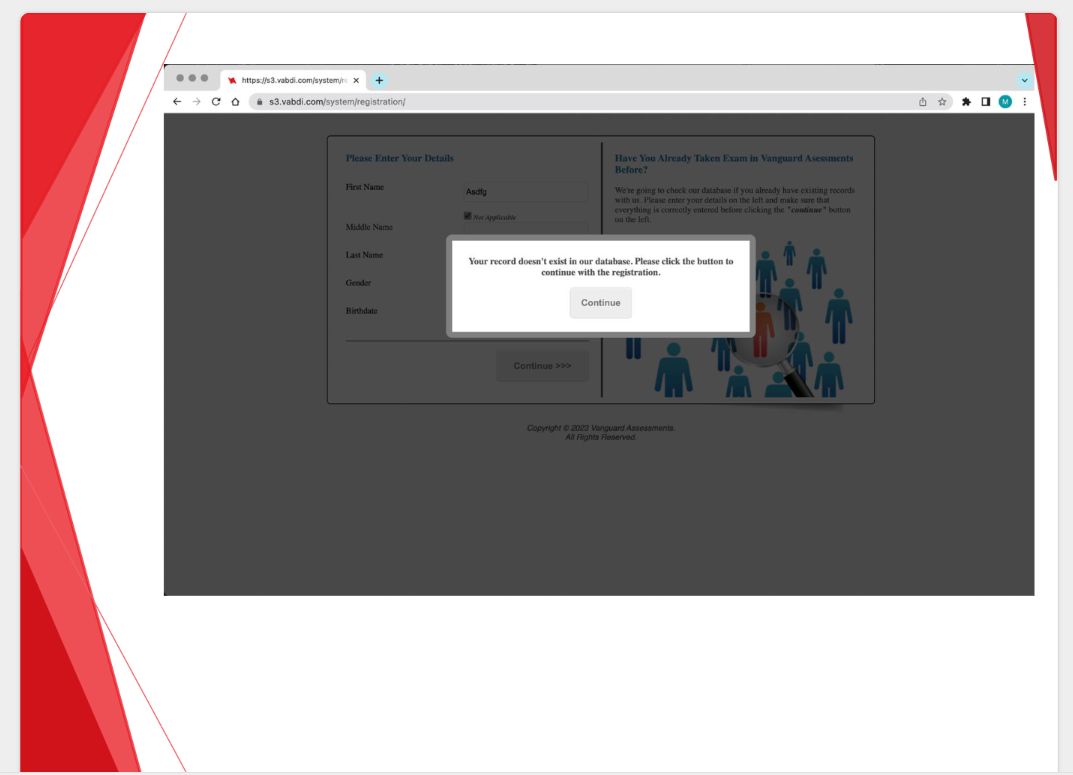 https://s3.vabdi.com/system/re
s3.vabdi.com/system/registration/
M
Please Enter Your Details
First Name
Asdfg
Not Applicable
Middle Name
Last Name
Gender
Birthdate
Continue >>>
Have You Already Taken Exam in Vanguard Asessments
Before?
We're going to check our database if you already have existing records
with us. Please enter your details on the left and make sure that
everything is correctly entered before clicking the "continue" button
on the left.
Your record doesn't exist in our database. Please click the button to
continue with the registration.
Continue
Copyright © 2023 Vanguard Assessments.
All Rights Reserved.